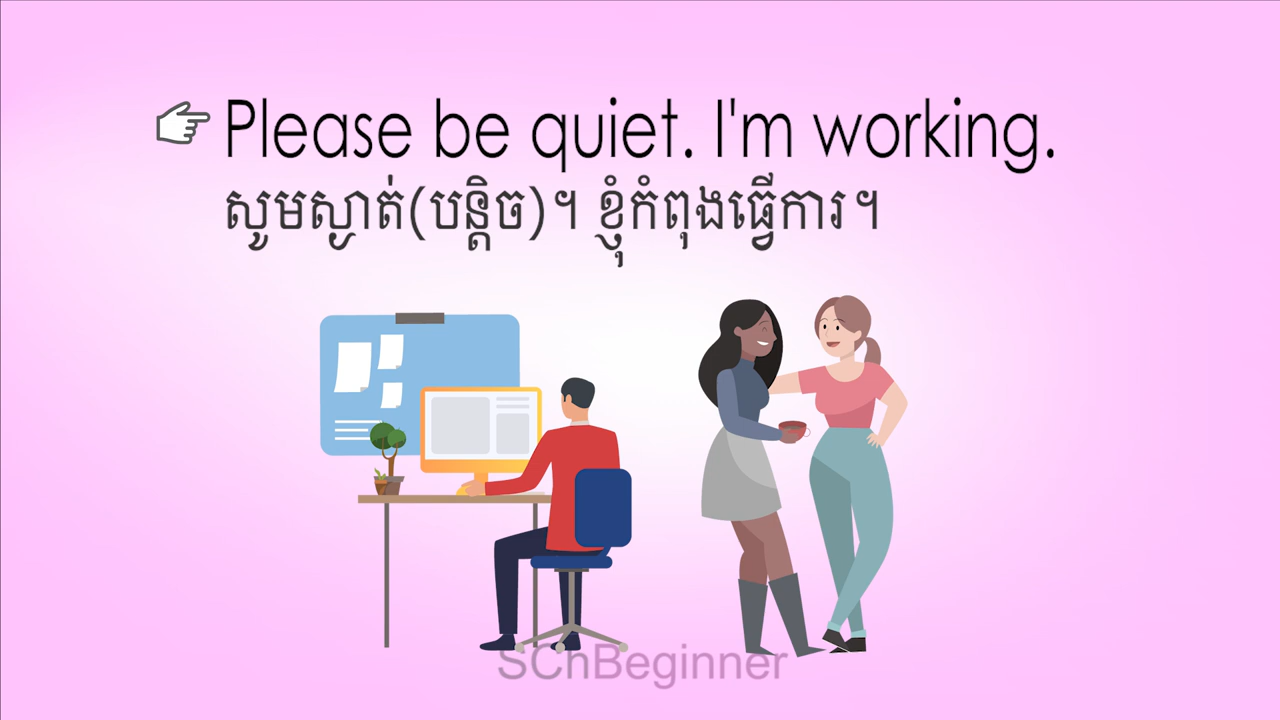 Please be quiet. I'm working.
សូមស្ងាត់(បន្តិច)។ ខ្ញុំកំពុងធ្វើការ។
SChBeginner